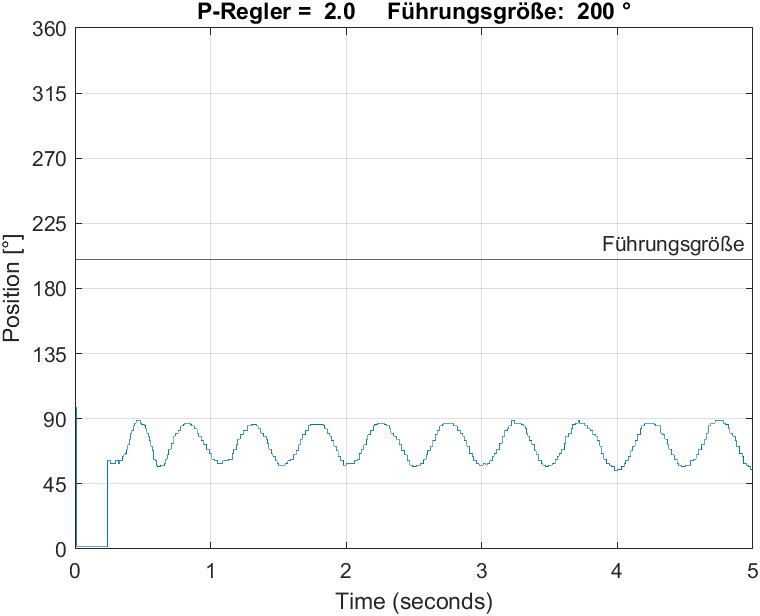 P-Regler = 2.0 Führungsgröße: 200 °
360
315
270
225
180
135
90
45
0
Position [°]
Führungsgröße
0 1 2 3 4 5
Time (seconds)